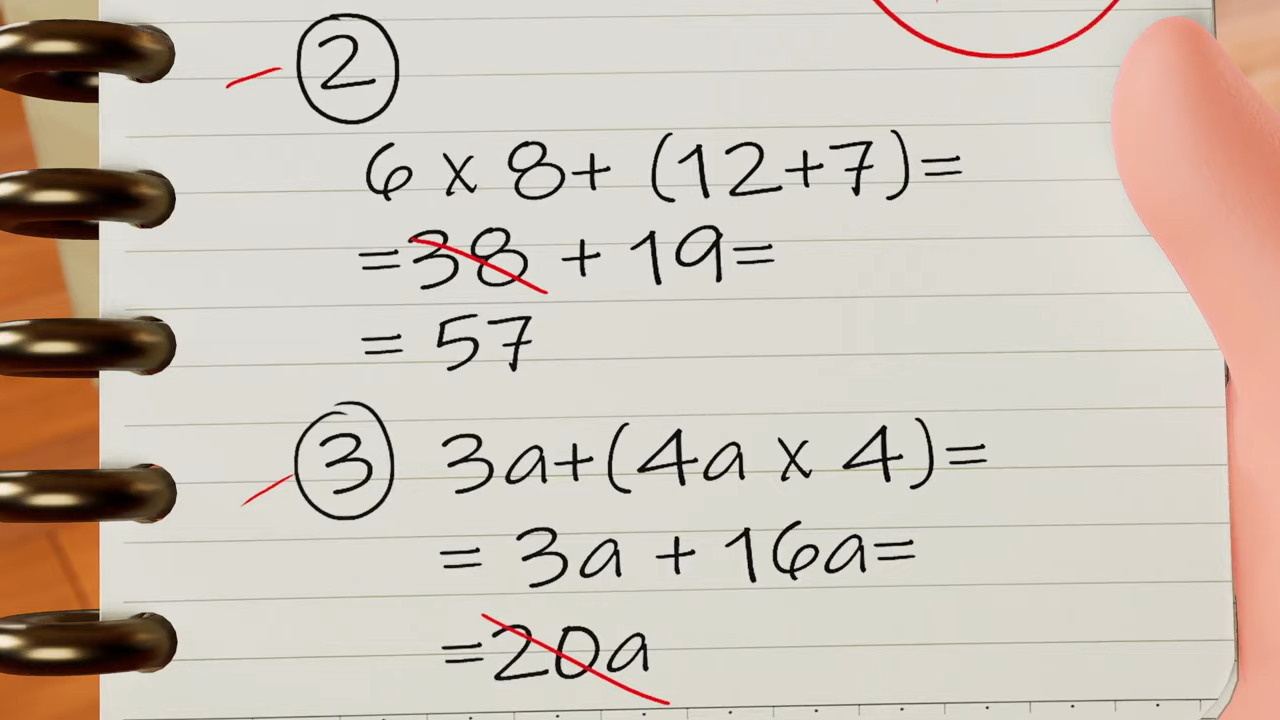 2
6 x 8+ (12+7)=
=38 + 19=
= 57
3 3a+(4a x 4)=
= 3a + 16a=
=20a